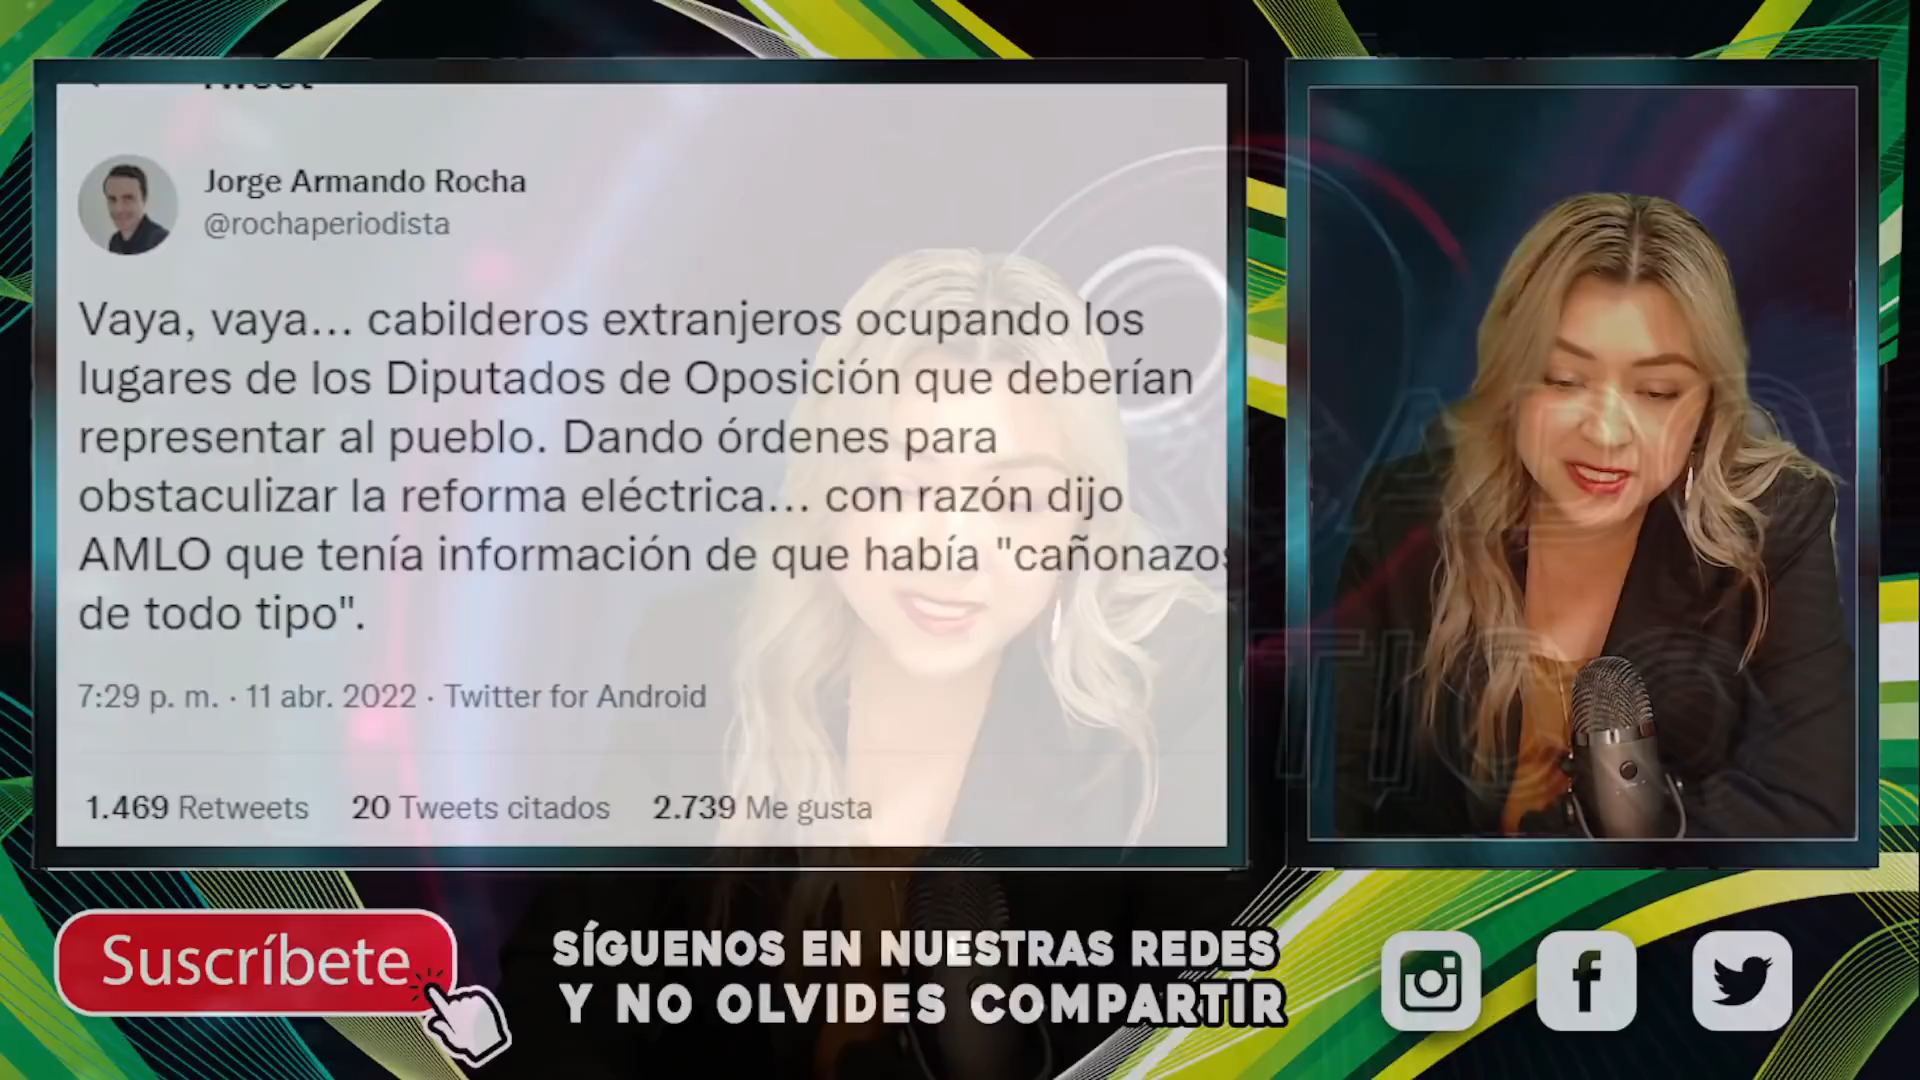 Jorge Armando Rocha
@rochaperiodista
Vaya, vaya... cabilderos extranjeros ocupando los
lugares de los Diputados de Oposición que deberían
representar al pueblo. Dando órdenes para
obstaculizar la reforma eléctrica... con razón dijo
AMLO que tenía información de que había "cañonazos
de todo tipo".
7:29 p. m. · 11 abr. 2022 · Twitter for Android
1.469 Retweets 20 Tweets citados 2.739 Me gusta
Suscríbete
SÍGUENOS EN NUESTRAS REDES
Y NO OLVIDES COMPARTIR